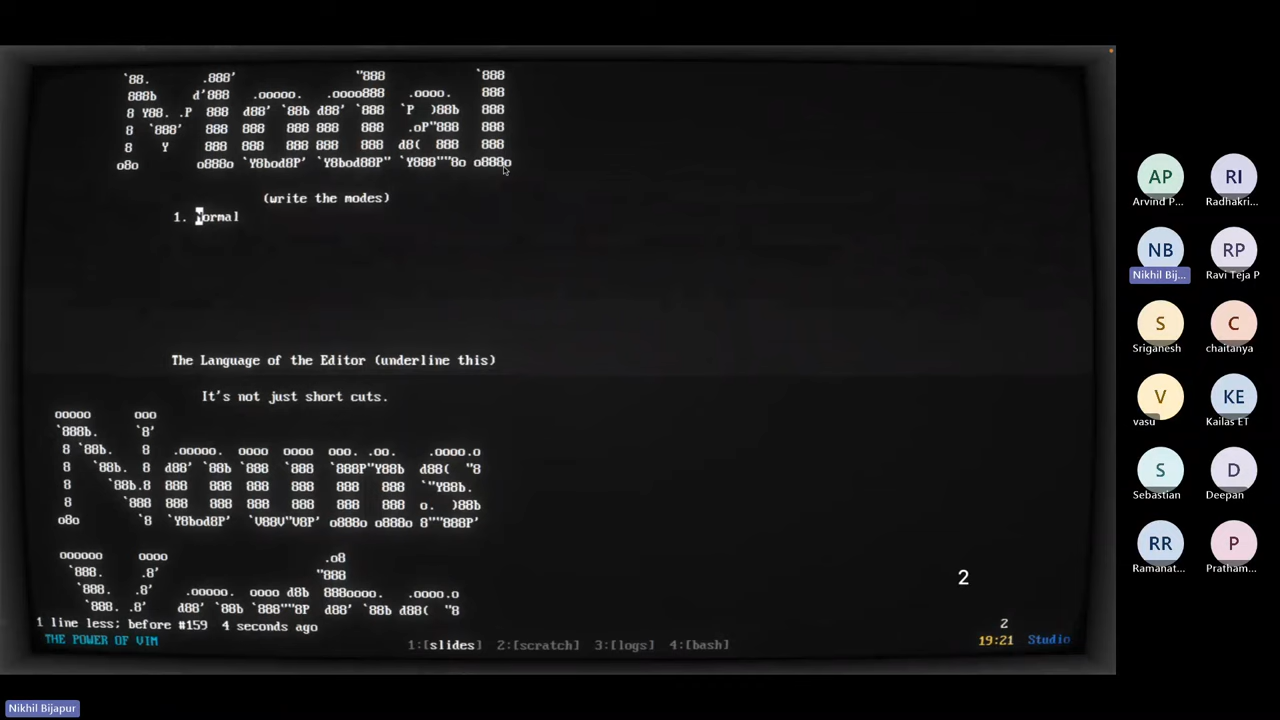 Modal
(write the modes)
1. Normal
The Language of the Editor (underline this)
It's not just short cuts.
Nouns
2
1 line less; before #159 4 seconds ago
2
THE POWER OF VIM
1:[slides] 2:[scratch] 3:[logs] 4:[bash]
19:21 Studio
AP
Arvind P...
RI
Radhakri...
NB
Nikhil Bij...
RP
Ravi Teja P
S
Sriganesh
C
chaitanya
V
vasu
KE
Kailas ET
S
Sebastian
D
Deepan
RR
Ramanat...
P
Pratham...
Nikhil Bijapur